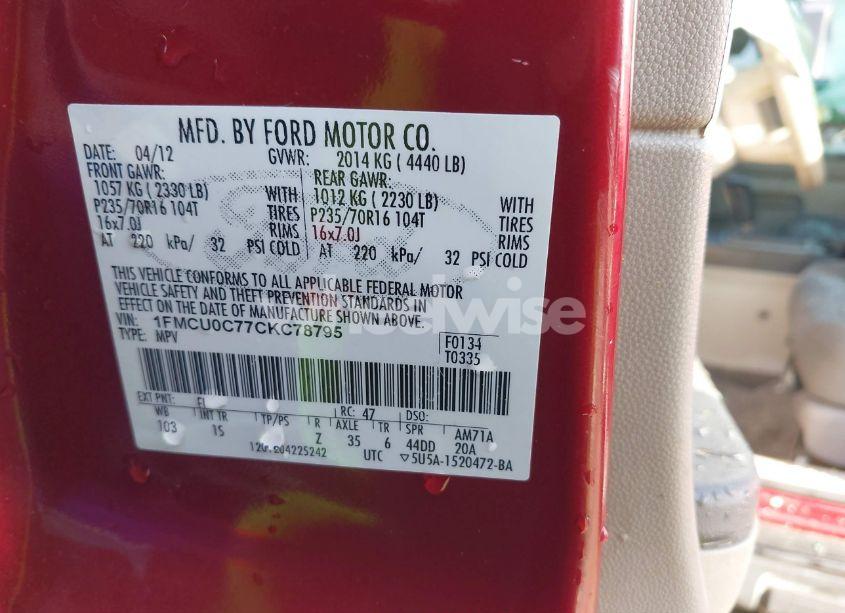 MFD. BY FORD MOTOR CO.
DATE: 04/12 GVWR: 2014 KG ( 4440 LB)
FRONT GAWR: REAR GAWR:
1057 KG ( 2330 LB) WITH 1012 KG ( 2230 LB) WITH
P235/70R16 104T TIRES P235/70R16 104T TIRES
16x7.0J RIMS 16x7.0J RIMS
AT 220 kPa/ 32 PSI COLD AT 220 kPa/ 32 PSI COLD
THIS VEHICLE CONFORMS TO ALL APPLICABLE FEDERAL MOTOR
VEHICLE SAFETY AND THEFT PREVENTION STANDARDS IN
EFFECT ON THE DATE OF MANUFACTURE SHOWN ABOVE.
VIN: 1FMCU0C77CKC78795 F0134
TYPE: MPV T0335
EXT PNT: RC: 47 DSO:
WB INT TR TP/PS R AXLE TR SPR AM71A
103 15 Z 35 6 44DD 20A
UTC ▽5U5A-1520472-BA